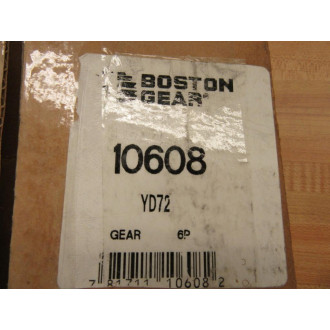 BOSTON
GEAR
10608
YD72
GEAR 6P
7 81711 10608 2